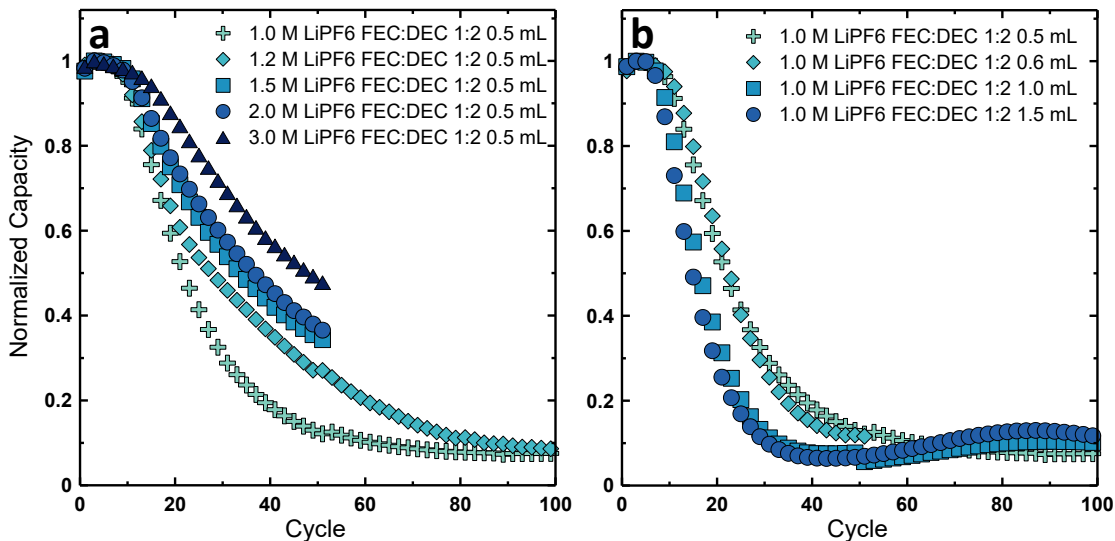 a
1.0 M LiPF6 FEC:DEC 1:2 0.5 mL
1.2 M LiPF6 FEC:DEC 1:2 0.5 mL
1.5 M LiPF6 FEC:DEC 1:2 0.5 mL
2.0 M LiPF6 FEC:DEC 1:2 0.5 mL
3.0 M LiPF6 FEC:DEC 1:2 0.5 mL
Normalized Capacity
1
0.8
0.6
0.4
0.2
0
0 20 40 60 80 100
Cycle
b
1.0 M LiPF6 FEC:DEC 1:2 0.5 mL
1.0 M LiPF6 FEC:DEC 1:2 0.6 mL
1.0 M LiPF6 FEC:DEC 1:2 1.0 mL
1.0 M LiPF6 FEC:DEC 1:2 1.5 mL
1
0.8
0.6
0.4
0.2
0
0 20 40 60 80 100
Cycle